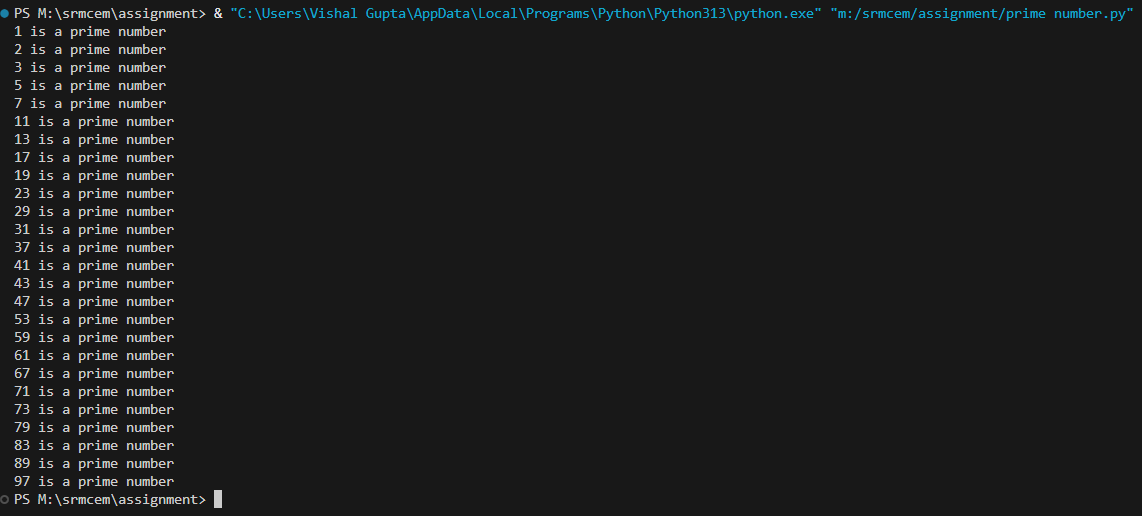 PS M:\srmcem\assignment> & "C:\Users\Vishal Gupta\AppData\Local\Programs\Python\Python313\python.exe" "m:/srmcem/assignment/prime number.py"
1 is a prime number
2 is a prime number
3 is a prime number
5 is a prime number
7 is a prime number
11 is a prime number
13 is a prime number
17 is a prime number
19 is a prime number
23 is a prime number
29 is a prime number
31 is a prime number
37 is a prime number
41 is a prime number
43 is a prime number
47 is a prime number
53 is a prime number
59 is a prime number
61 is a prime number
67 is a prime number
71 is a prime number
73 is a prime number
79 is a prime number
83 is a prime number
89 is a prime number
97 is a prime number
PS M:\srmcem\assignment>